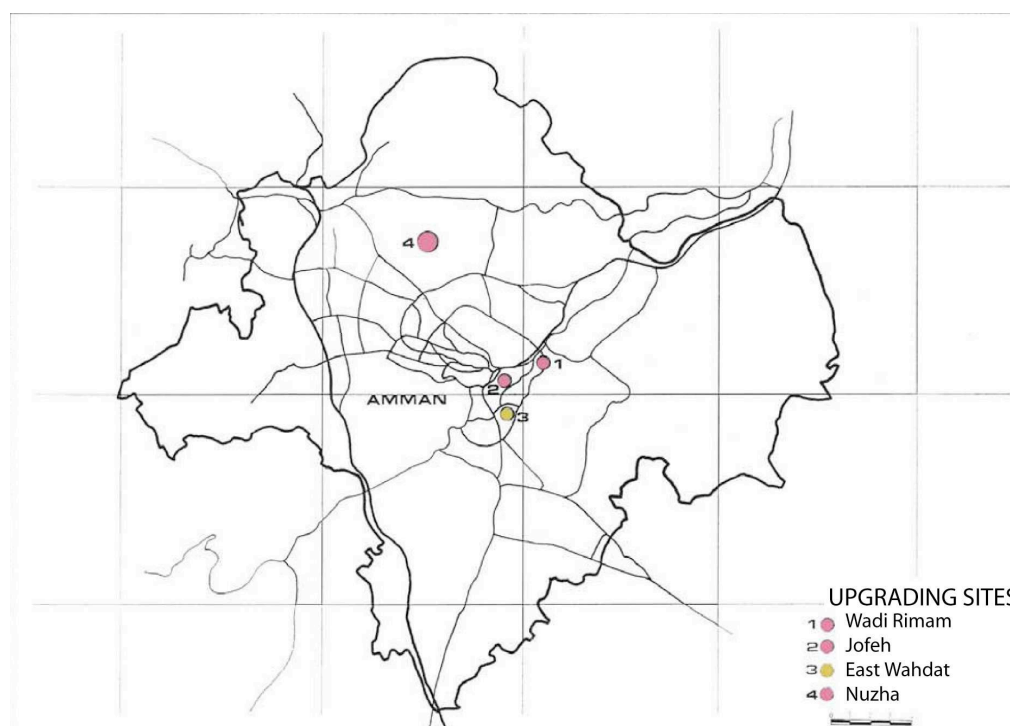 4
1
2
AMMAN
3
UPGRADING SITES
1 Wadi Rimam
2 Jofeh
3 East Wahdat
4 Nuzha